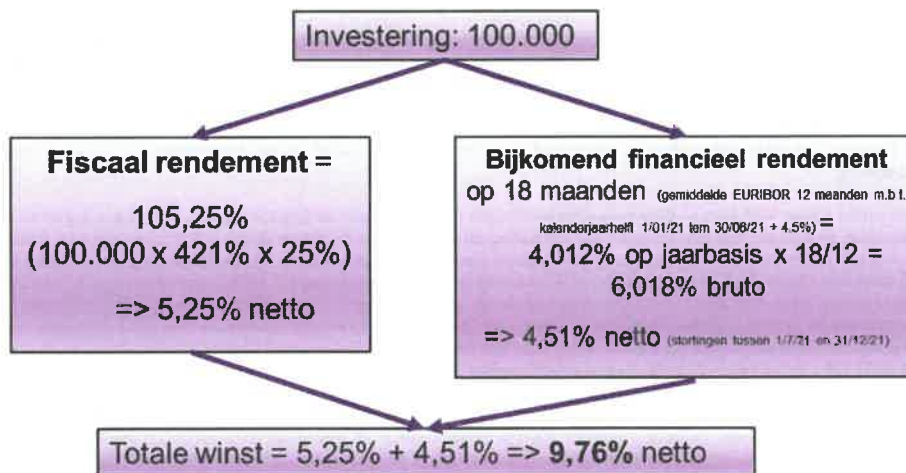 Investering: 100.000
Fiscaal rendement =
105,25%
(100.000 x 421% x 25%)
=> 5,25% netto
Bijkomend financieel rendement
op 18 maanden (gemiddelde EURIBOR 12 maanden m.b.t.
kalenderjaarhelft 1/01/21 tem 30/06/21 + 4.5%) =
4,012% op jaarbasis x 18/12 =
6,018% bruto
=> 4,51% netto (stortingen tussen 1/7/21 en 31/12/21)
Totale winst = 5,25% + 4,51% => 9,76% netto